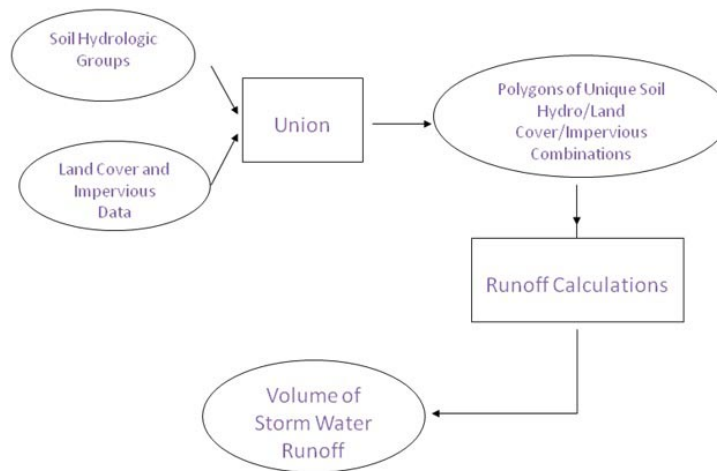 Soil Hydrologic
Groups
Union
Land Cover and
Impervious
Data
Polygons of Unique Soil
Hydro/Land
Cover/Impervious
Combinations
Runoff Calculations
Volume of
Storm Water
Runoff